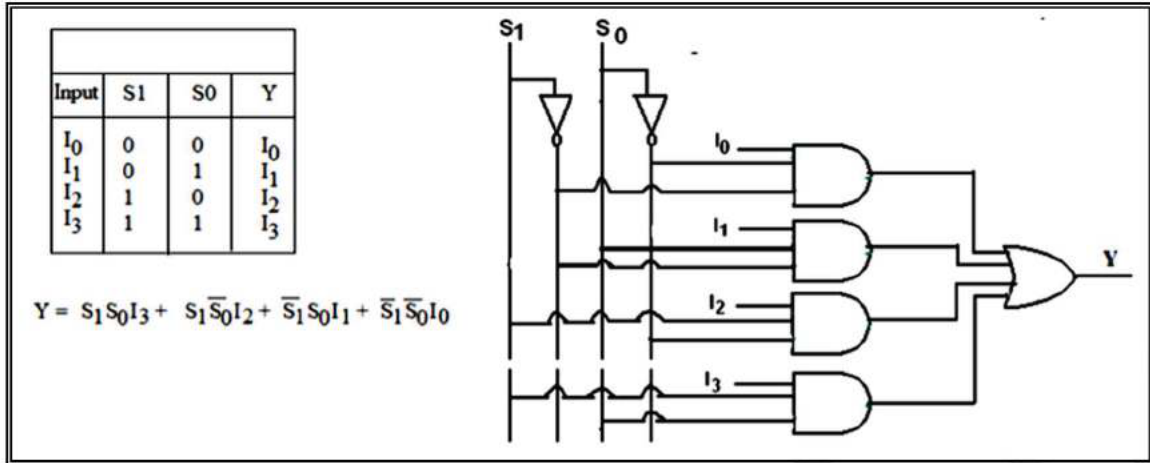 Input S1 S0 Y
I₀ 0 0 I₀
I₁ 0 1 I₁
I₂ 1 0 I₂
I₃ 1 1 I₃
Y = S₁S₀I₃ + S₁S̅₀I₂ + S̅₁S₀I₁ + S̅₁S̅₀I₀
S1 S₀
I₀
I₁
Y
I₂
I₃